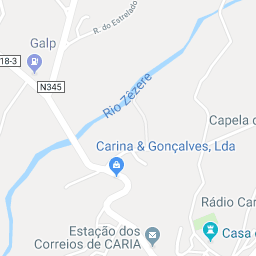 R. do Estrelado
Galp
18-3
N345
Rio Zêzere
Capela d
Carina & Gonçalves, Lda
Rádio Car
Casa d
Estação dos
Correios de CARIA